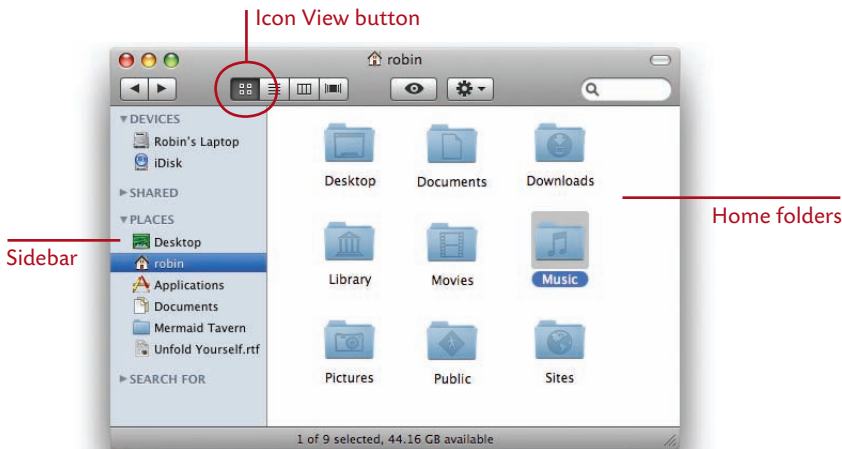 Icon View button
robin
DEVICES
Robin's Laptop
iDisk
SHARED
PLACES
Desktop
robin
Applications
Documents
Mermaid Tavern
Unfold Yourself.rtf
SEARCH FOR
Desktop Documents Downloads
Library Movies Music
Pictures Public Sites
1 of 9 selected, 44.16 GB available
Sidebar
Home folders